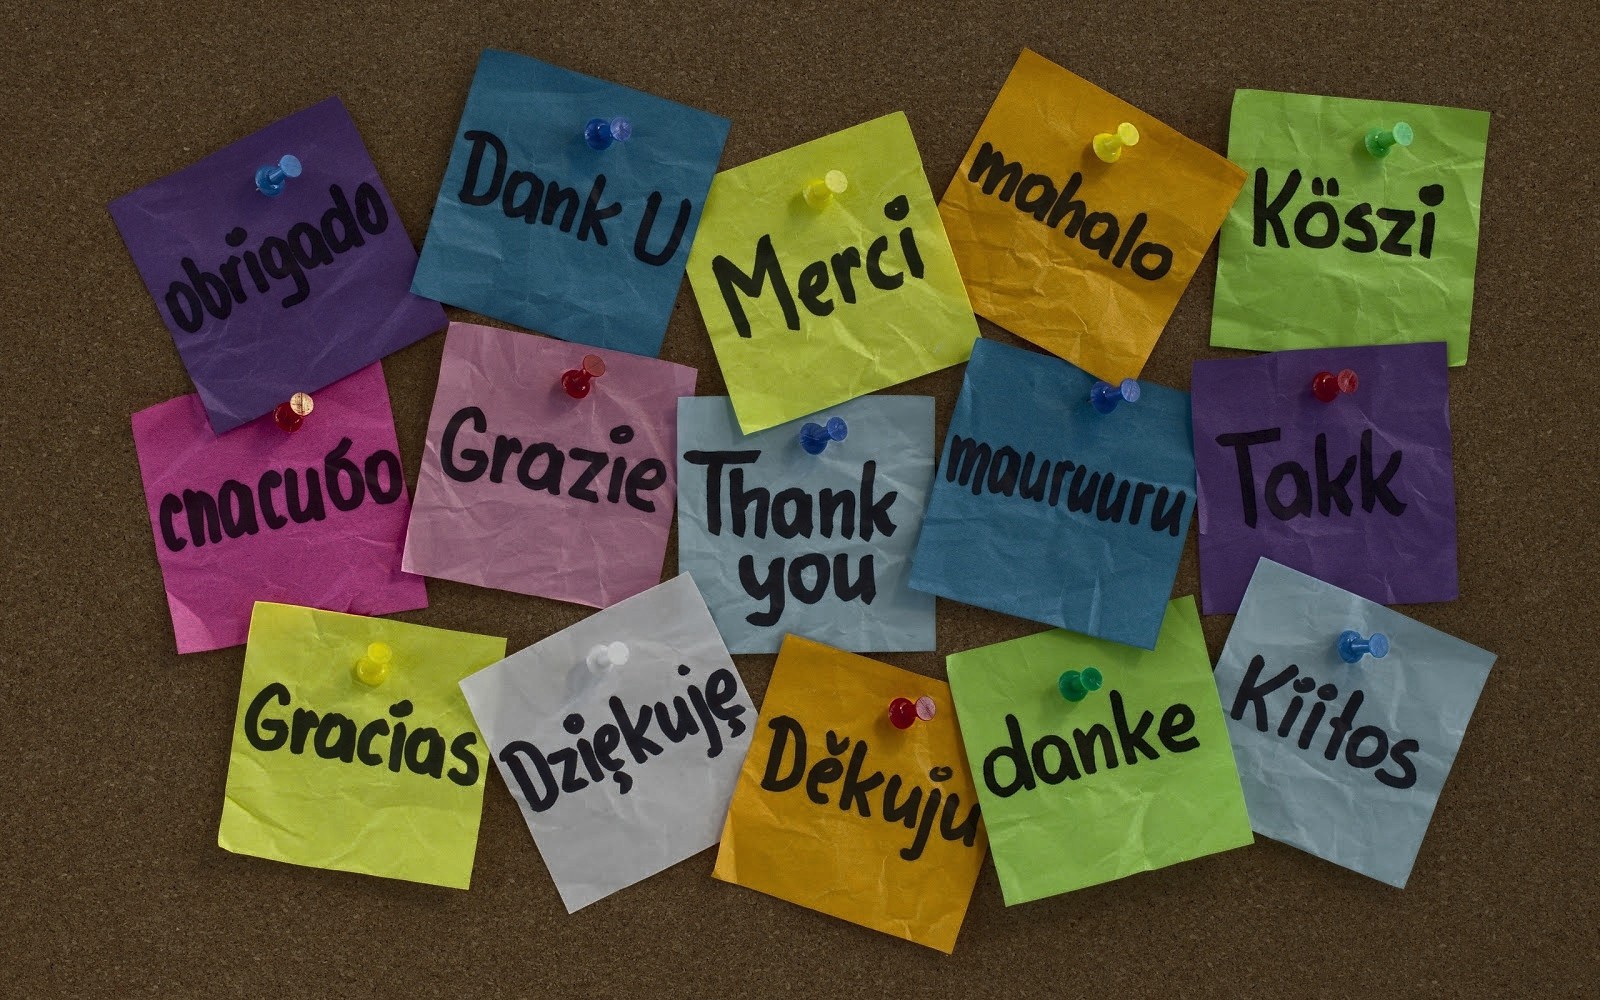 obrigado
Dank U
Merci
mahalo
Köszi
спасибо
Grazie
Thank
you
mauruuru
Takk
Gracias
Dziękuję
Děkuju
danke
Kiitos